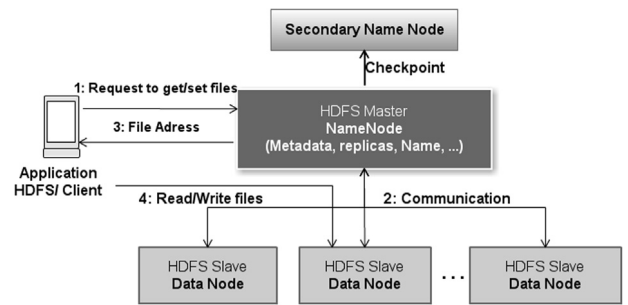 Secondary Name Node
Checkpoint
1: Request to get/set files
HDFS Master
NameNode
(Metadata, replicas, Name, ...)
3: File Adress
Application
HDFS/ Client
4: Read/Write files
2: Communication
HDFS Slave
Data Node
HDFS Slave
Data Node
...
HDFS Slave
Data Node